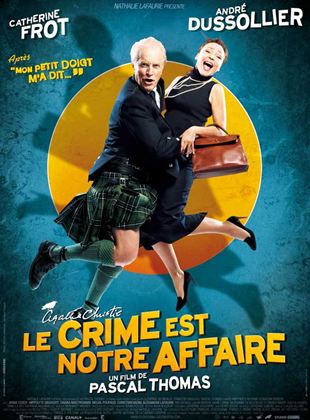 NATHALIE LAFAURIE PRÉSENTE
CATHERINE
FROT
ANDRÉ
DUSSOLLIER
Après
"MON PETIT DOIGT
M'A DIT..."
Agatha Christie
LE CRIME EST
NOTRE AFFAIRE
UN FILM DE
PASCAL THOMAS